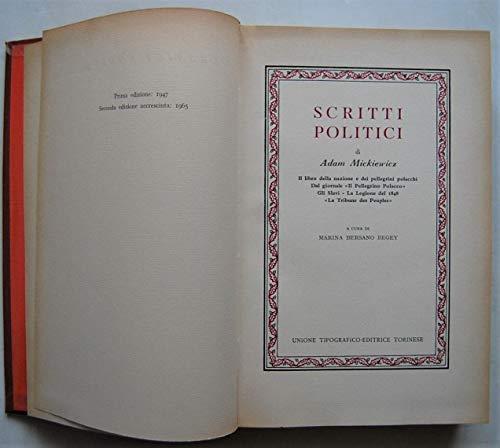 Prima edizione: 1947
Seconda edizione accresciuta: 1965
SCRITTI
POLITICI
di
Adam Mickiewicz
Il libro della nazione e dei pellegrini polacchi
Dal giornale «Il Pellegrino Polacco»
Gli Slavi - La Legione del 1848
«La Tribune des Peuples»
A CURA DI
MARINA BERSANO BEGEY
UNIONE TIPOGRAFICO-EDITRICE TORINESE